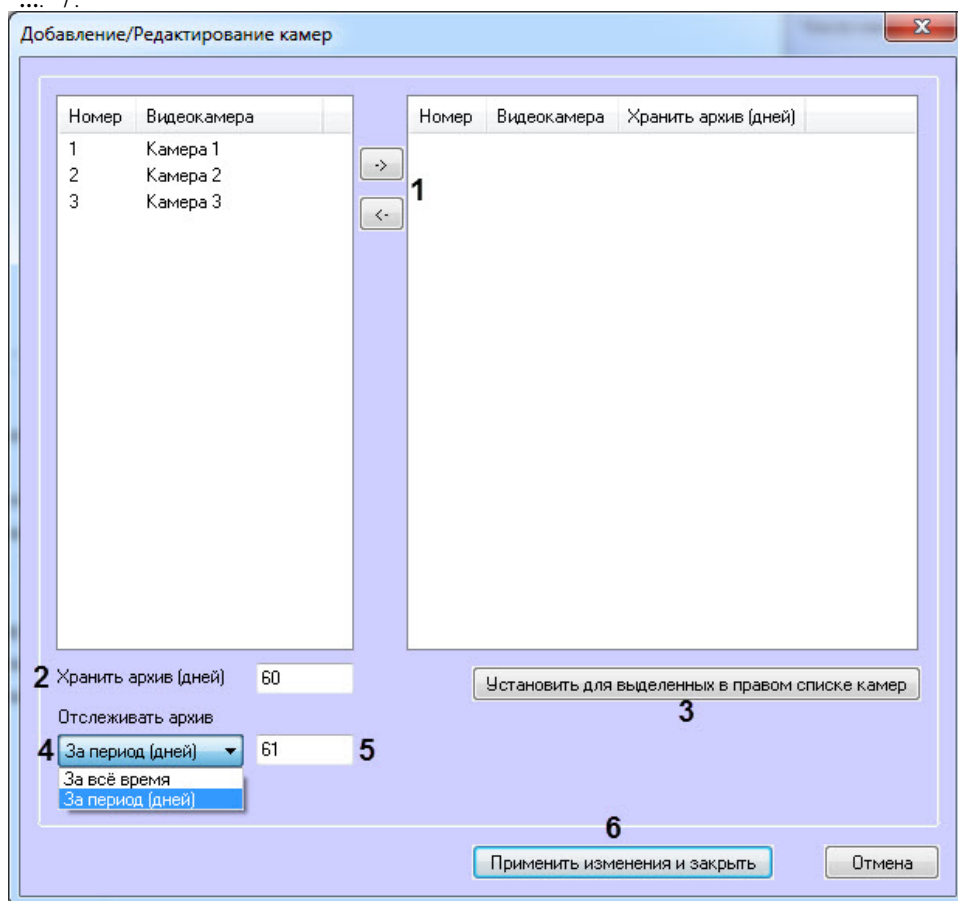 Добавление/Редактирование камер
Номер Видеокамера
Номер Видеокамера Хранить архив (дней)
1 Камера 1
2 Камера 2
3 Камера 3
->
<-
1
2 Хранить архив (дней) 60
Установить для выделенных в правом списке камер
3
Отслеживать архив
4 За период (дней) 61 5
За всё время
За период (дней)
6
Применить изменения и закрыть Отмена